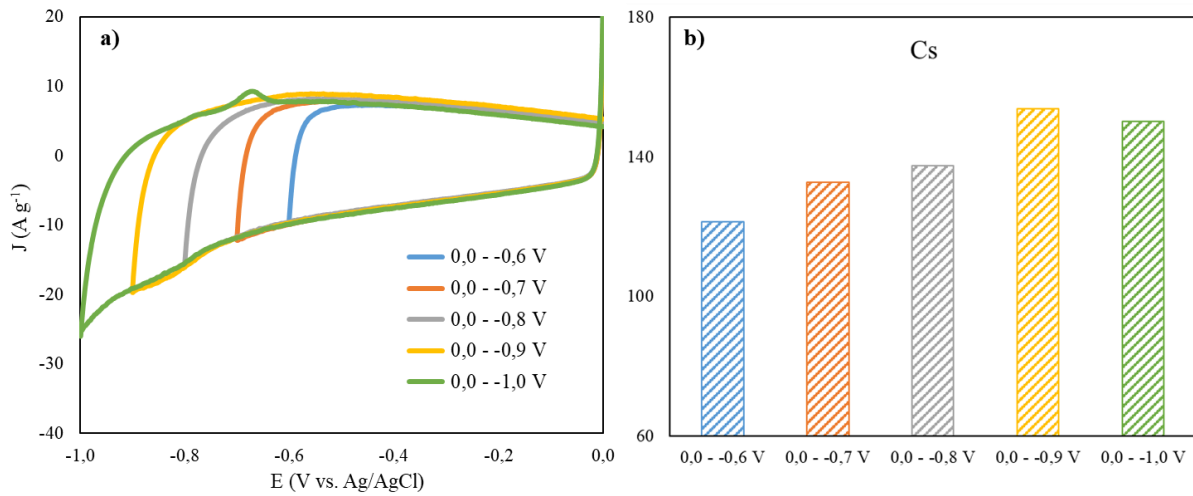 a)
20
10
0
-10
-20
-30
-40
J (A g⁻¹)
0,0 - -0,6 V
0,0 - -0,7 V
0,0 - -0,8 V
0,0 - -0,9 V
0,0 - -1,0 V
-1,0 -0,8 -0,6 -0,4 -0,2 0,0
E (V vs. Ag/AgCl)
b)
Cs
180
140
100
60
0,0 - -0,6 V 0,0 - -0,7 V 0,0 - -0,8 V 0,0 - -0,9 V 0,0 - -1,0 V